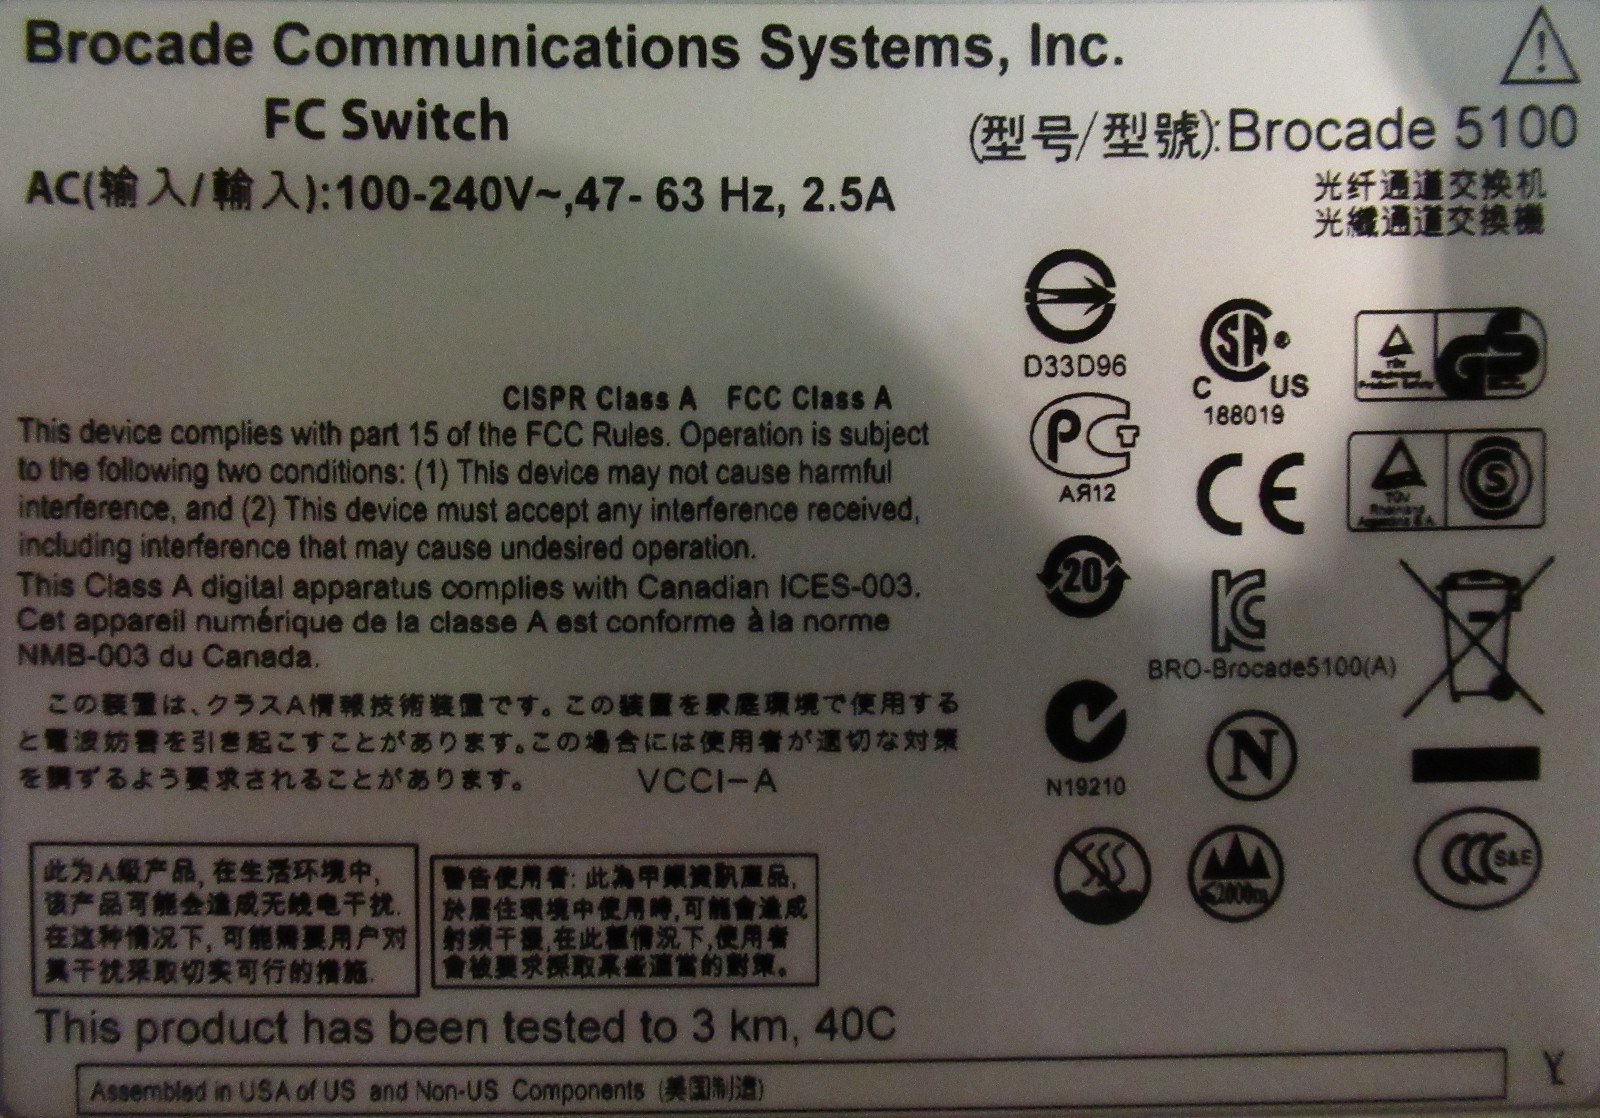 Brocade Communications Systems, Inc.
FC Switch
(型号/型號):Brocade 5100
AC(输入/輸入):100-240V~,47- 63 Hz, 2.5A
光纤通道交换机
光纖通道交換機
D33D96
C US
188019
TÜV
Rheinland
Product Safety
GS
CISPR Class A FCC Class A
This device complies with part 15 of the FCC Rules. Operation is subject
to the following two conditions: (1) This device may not cause harmful
interference, and (2) This device must accept any interference received,
including interference that may cause undesired operation.
This Class A digital apparatus complies with Canadian ICES-003.
Cet appareil numérique de la classe A est conforme à la norme
NMB-003 du Canada.
PCT
AЯ12
CE
TÜV
Rheinland
Argentina S.A.
S
20
BRO-Brocade5100(A)
この装置は、クラスA情報技術装置です。この装置を家庭環境で使用する
と電波妨害を引き起こすことがあります。この場合には使用者が適切な対策
を講ずるよう要求されることがあります。 VCCI-A
N19210
N
此为A级产品, 在生活环境中,
该产品可能会造成无线电干扰.
在这种情况下, 可能需要用户对
其干扰采取切实可行的措施.
警告使用者: 此為甲類資訊產品,
於居住環境中使用時,可能會造成
射頻干擾,在此種情況下,使用者
會被要求採取某些適當的對策。
≤2000m
CCC S&E
This product has been tested to 3 km, 40C
Assembled in USA of US and Non-US Components (美国制造)
Y